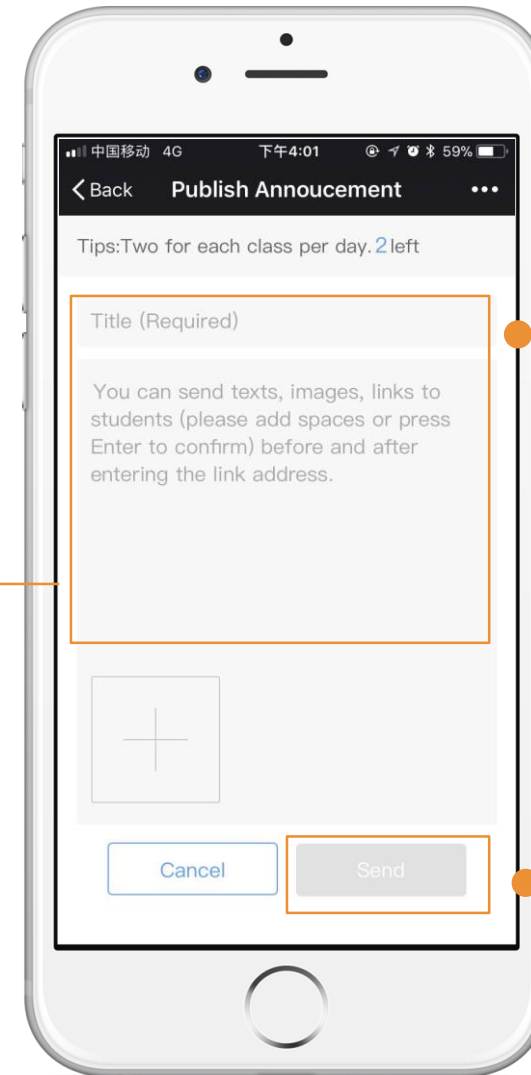 中国移动 4G 下午4:01 59%
Back Publish Annoucement
Tips:Two for each class per day. 2 left
Title (Required)
You can send texts, images, links to
students (please add spaces or press
Enter to confirm) before and after
entering the link address.
Cancel Send